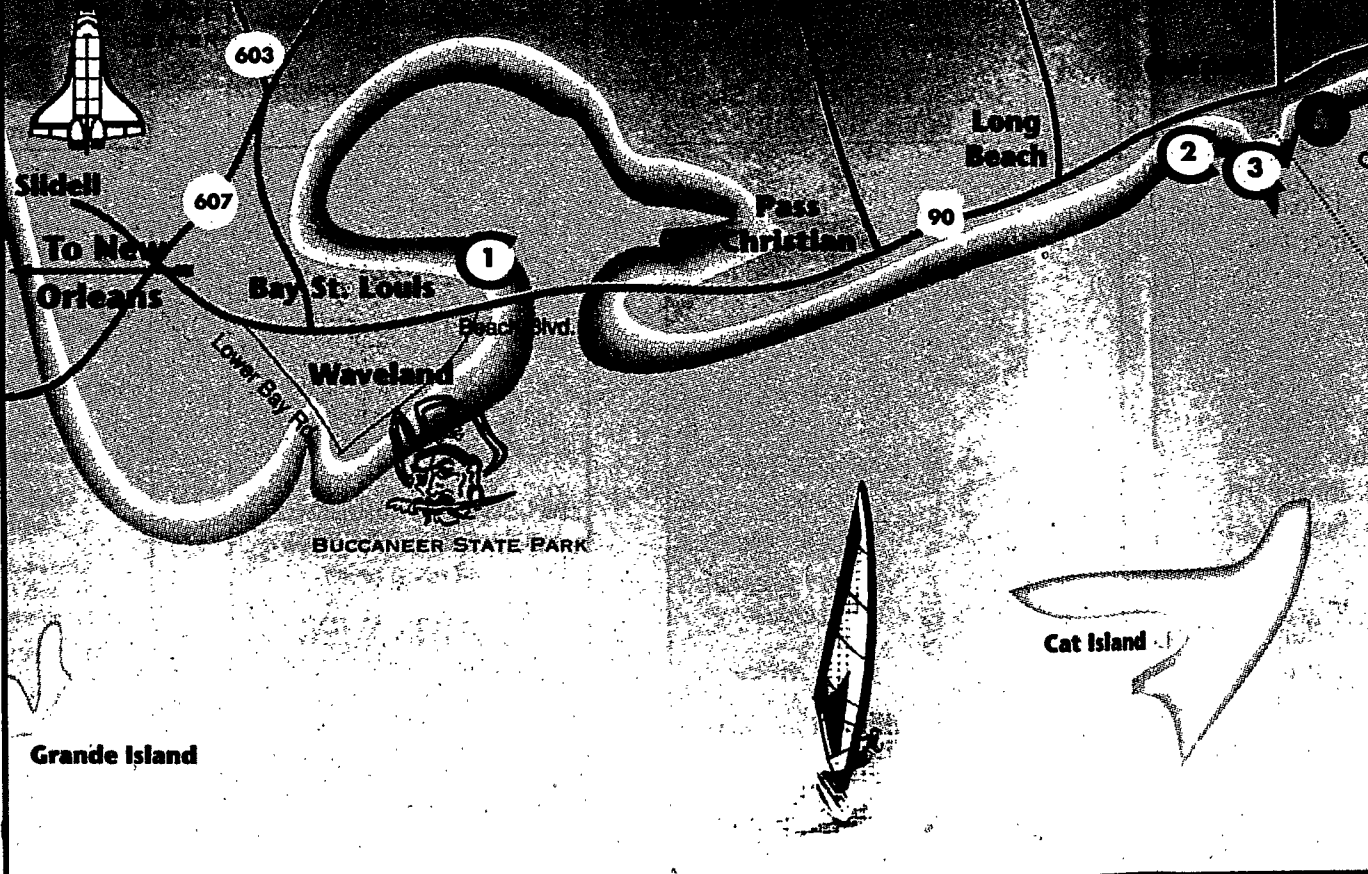 603
Long
Beach
2
3
Slidell
607
Pass
Christian
90
To New
Orleans
1
Bay St. Louis
Beach Blvd.
Lower Bay Rd.
Waveland
BUCCANEER STATE PARK
Cat Island
Grande Island